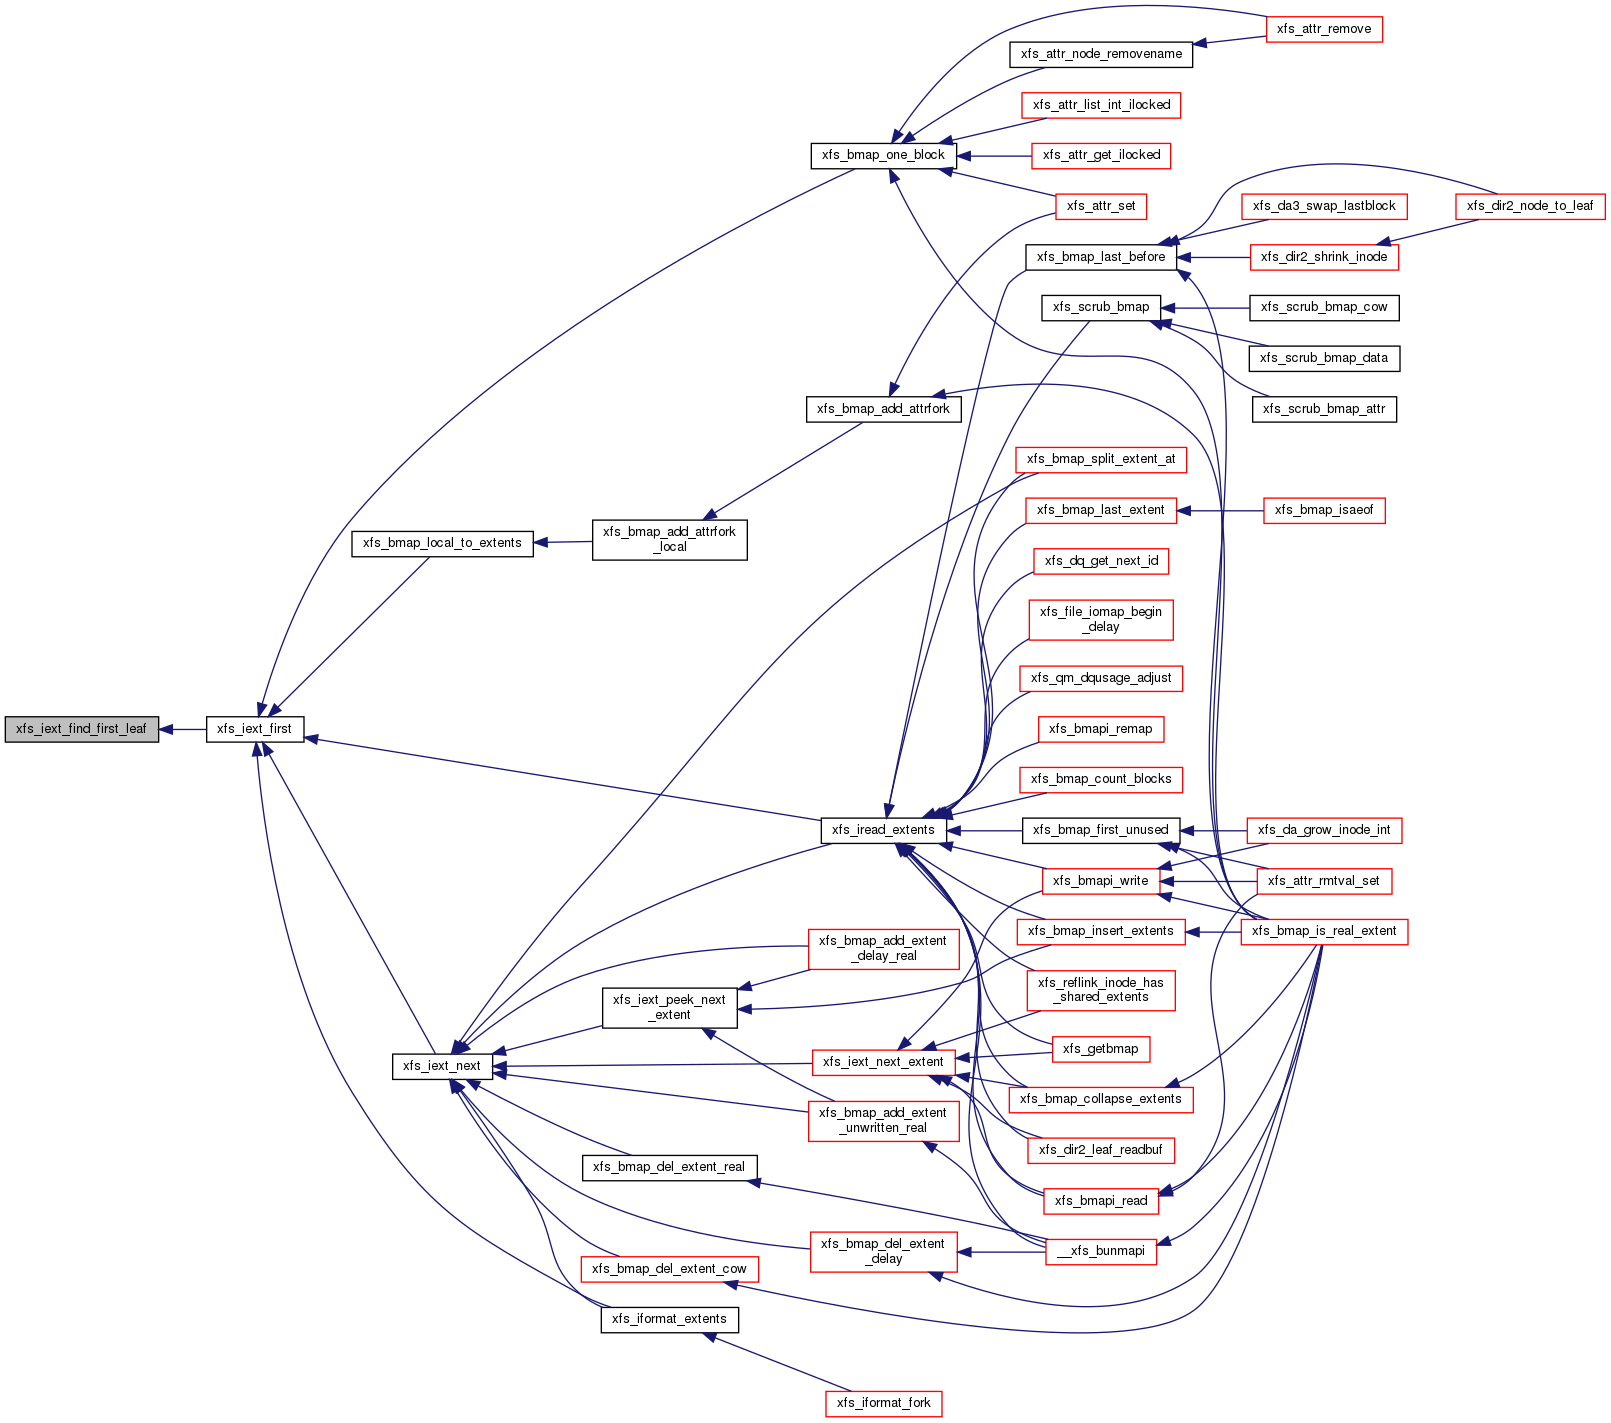 xfs_attr_remove
xfs_attr_node_removename
xfs_attr_list_int_ilocked
xfs_bmap_one_block
xfs_attr_get_ilocked
xfs_attr_set
xfs_da3_swap_lastblock
xfs_dir2_node_to_leaf
xfs_bmap_last_before
xfs_dir2_shrink_inode
xfs_scrub_bmap
xfs_scrub_bmap_cow
xfs_scrub_bmap_data
xfs_bmap_add_attrfork
xfs_scrub_bmap_attr
xfs_bmap_split_extent_at
xfs_bmap_last_extent
xfs_bmap_isaeof
xfs_bmap_local_to_extents
xfs_bmap_add_attrfork
_local
xfs_dq_get_next_id
xfs_file_iomap_begin
_delay
xfs_qm_dqusage_adjust
xfs_iext_find_first_leaf
xfs_iext_first
xfs_bmapi_remap
xfs_bmap_count_blocks
xfs_iread_extents
xfs_bmap_first_unused
xfs_da_grow_inode_int
xfs_bmapi_write
xfs_attr_rmtval_set
xfs_bmap_insert_extents
xfs_bmap_is_real_extent
xfs_bmap_add_extent
_delay_real
xfs_reflink_inode_has
_shared_extents
xfs_iext_peek_next
_extent
xfs_getbmap
xfs_iext_next
xfs_iext_next_extent
xfs_bmap_collapse_extents
xfs_bmap_add_extent
_unwritten_real
xfs_dir2_leaf_readbuf
xfs_bmap_del_extent_real
xfs_bmapi_read
xfs_bmap_del_extent
_delay
__xfs_bunmapi
xfs_bmap_del_extent_cow
xfs_iformat_extents
xfs_iformat_fork